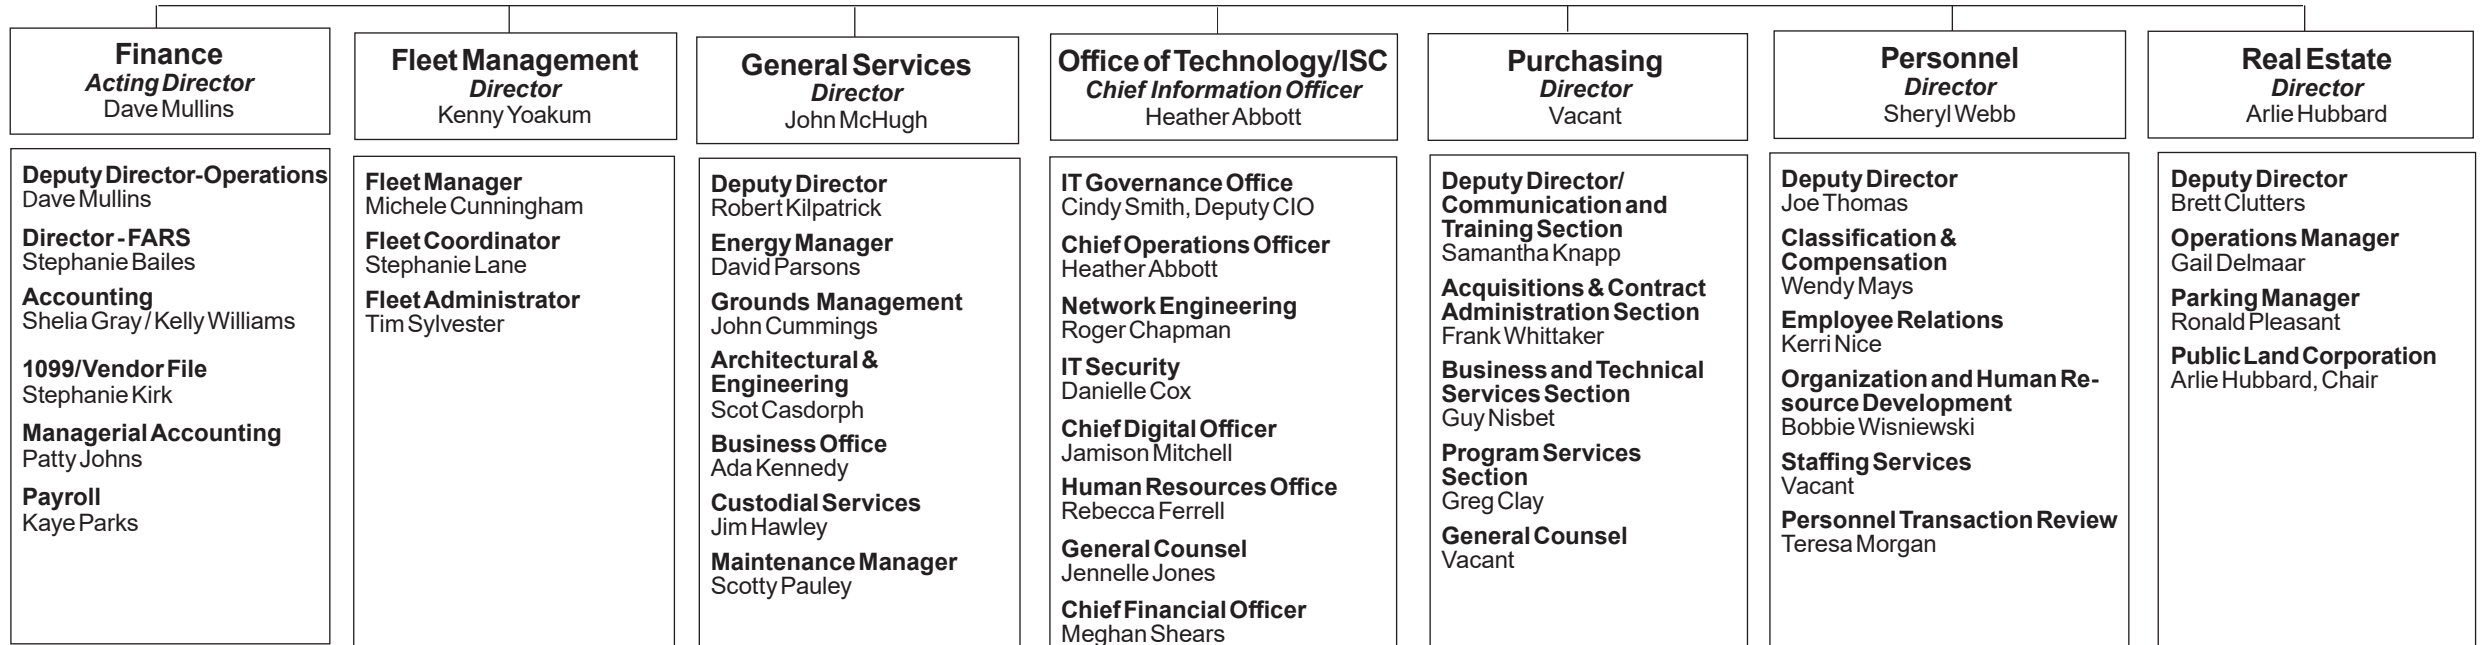 Finance
Acting Director
Dave Mullins
Deputy Director-Operations
Dave Mullins
Director - FARS
Stephanie Bailes
Accounting
Shelia Gray / Kelly Williams
1099/Vendor File
Stephanie Kirk
Managerial Accounting
Patty Johns
Payroll
Kaye Parks
Fleet Management
Director
Kenny Yoakum
Fleet Manager
Michele Cunningham
Fleet Coordinator
Stephanie Lane
Fleet Administrator
Tim Sylvester
General Services
Director
John McHugh
Deputy Director
Robert Kilpatrick
Energy Manager
David Parsons
Grounds Management
John Cummings
Architectural &
Engineering
Scot Casdorph
Business Office
Ada Kennedy
Custodial Services
Jim Hawley
Maintenance Manager
Scotty Pauley
Office of Technology/ISC
Chief Information Officer
Heather Abbott
IT Governance Office
Cindy Smith, Deputy CIO
Chief Operations Officer
Heather Abbott
Network Engineering
Roger Chapman
IT Security
Danielle Cox
Chief Digital Officer
Jamison Mitchell
Human Resources Office
Rebecca Ferrell
General Counsel
Jennelle Jones
Chief Financial Officer
Meghan Shears
Purchasing
Director
Vacant
Deputy Director/
Communication and
Training Section
Samantha Knapp
Acquisitions & Contract
Administration Section
Frank Whittaker
Business and Technical
Services Section
Guy Nisbet
Program Services
Section
Greg Clay
General Counsel
Vacant
Personnel
Director
Sheryl Webb
Deputy Director
Joe Thomas
Classification &
Compensation
Wendy Mays
Employee Relations
Kerri Nice
Organization and Human Re-
source Development
Bobbie Wisniewski
Staffing Services
Vacant
Personnel Transaction Review
Teresa Morgan
Real Estate
Director
Arlie Hubbard
Deputy Director
Brett Clutters
Operations Manager
Gail Delmaar
Parking Manager
Ronald Pleasant
Public Land Corporation
Arlie Hubbard, Chair